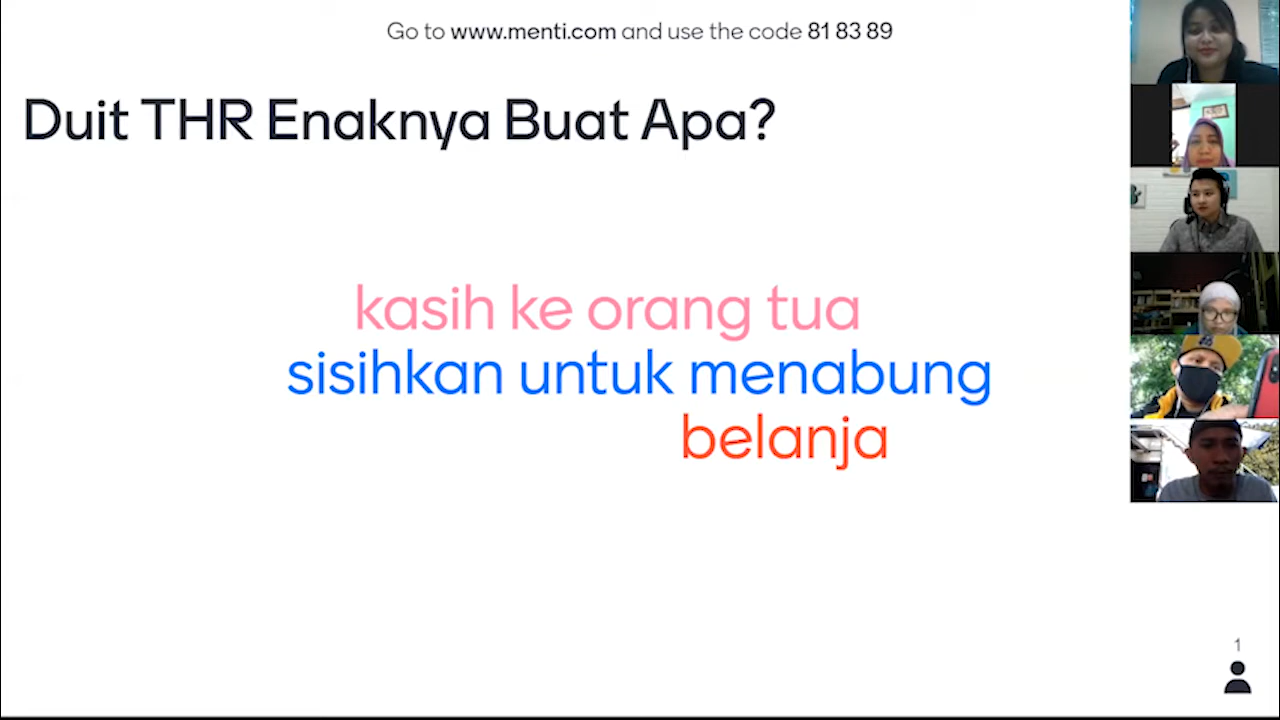 Go to www.menti.com and use the code 81 83 89
Duit THR Enaknya Buat Apa?
kasih ke orang tua
sisihkan untuk menabung
belanja
1